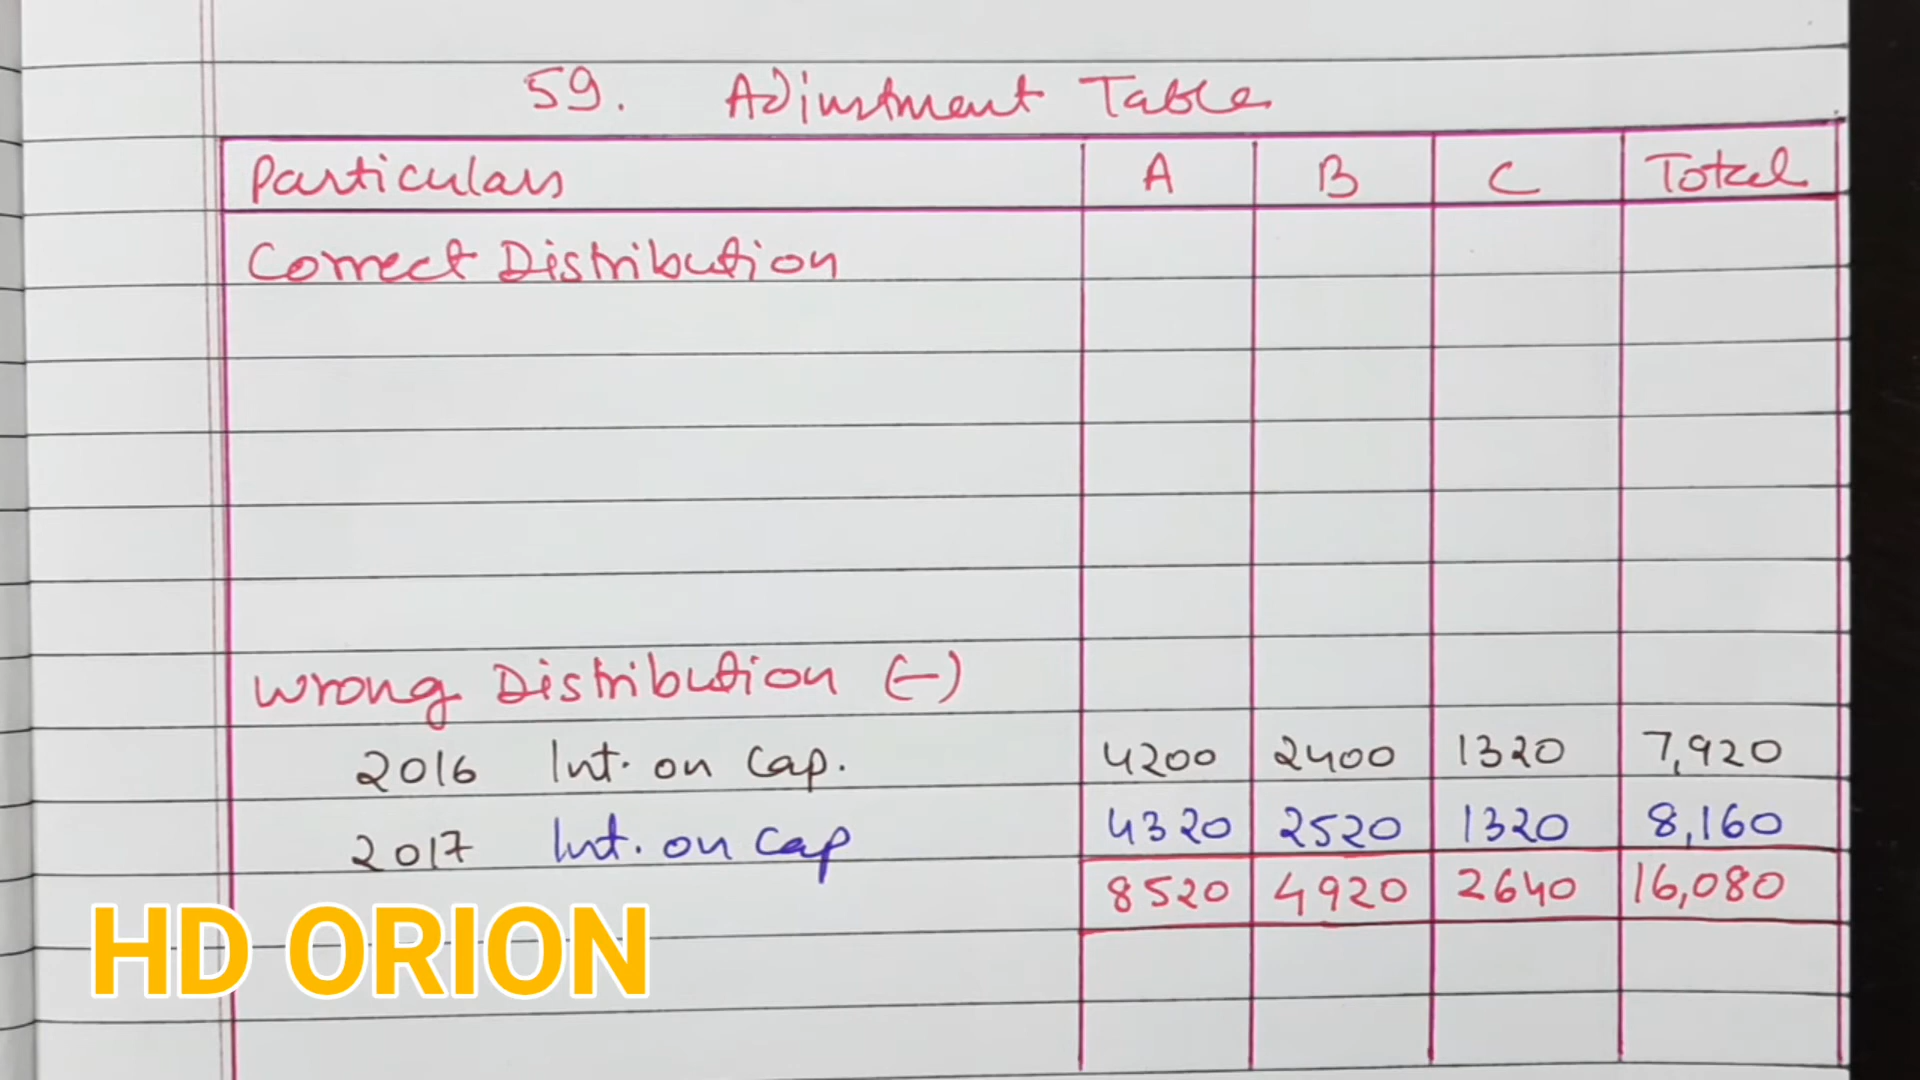 59. Adjustment Table
Particulars A B C Total
Correct Distribution
Wrong Distribution (-)
2016 Int. on Cap. 4200 2400 1320 7,920
2017 Int. on Cap 4320 2520 1320 8,160
8520 4920 2640 16,080
HD ORION